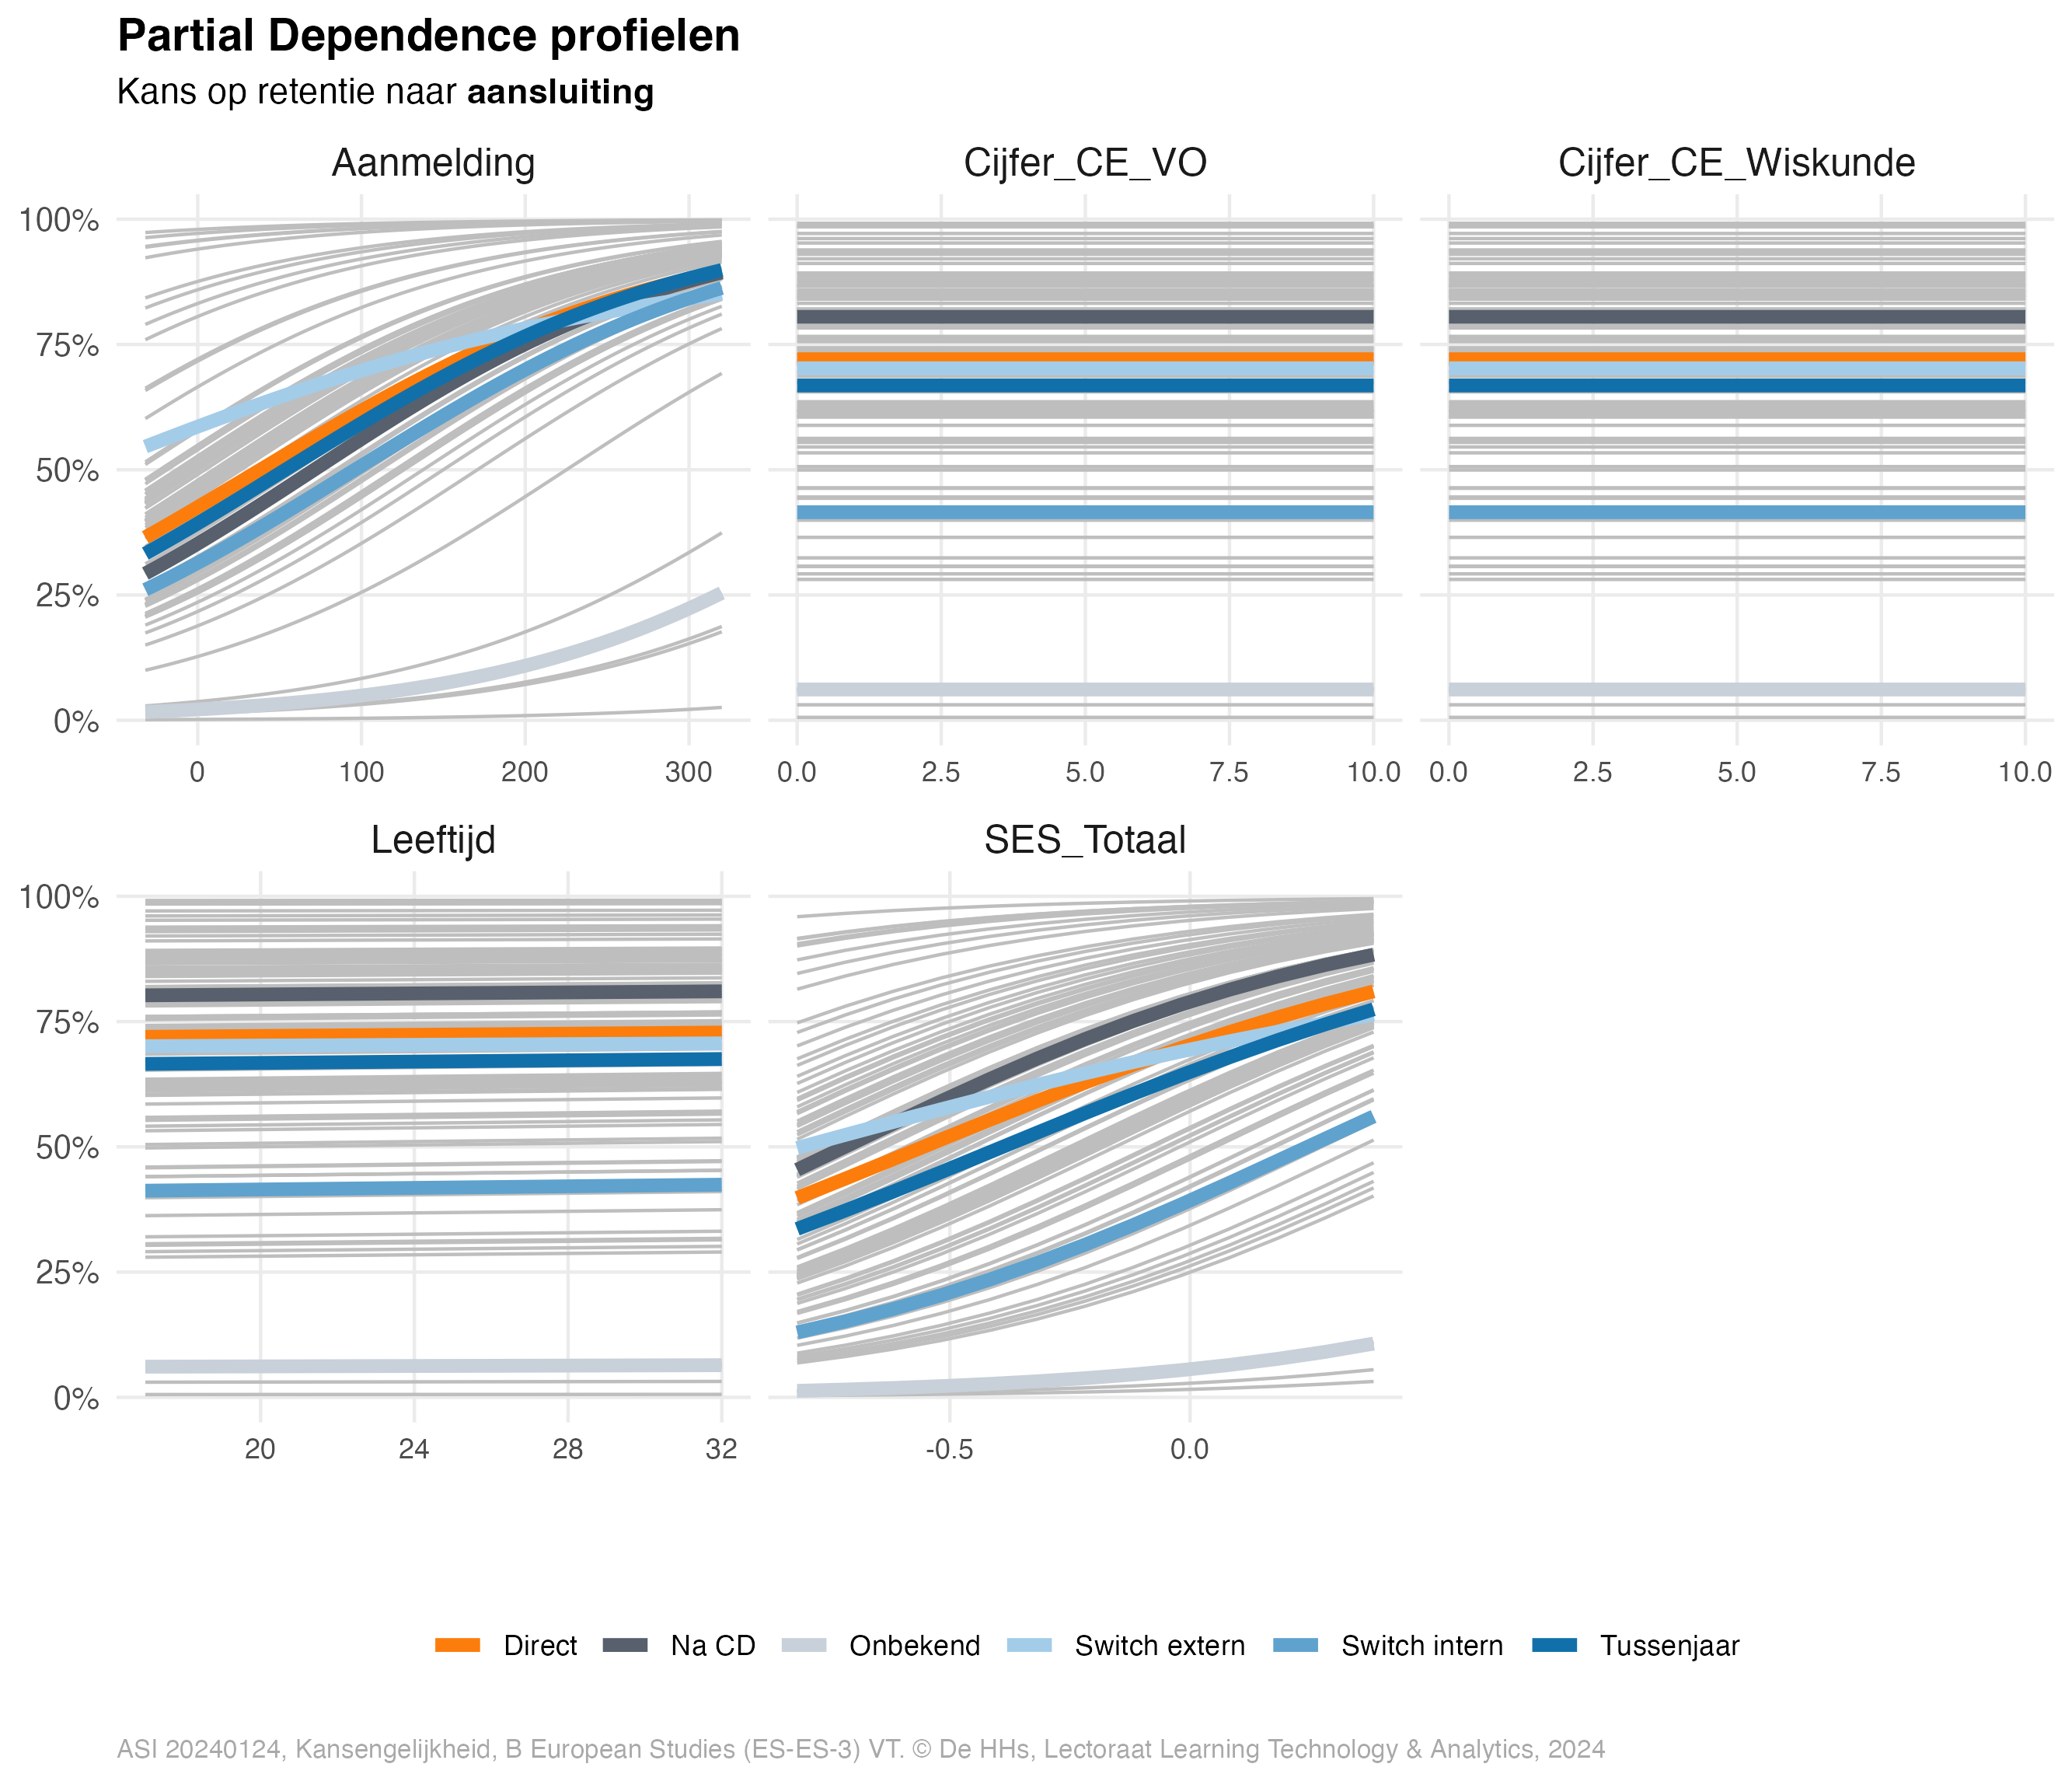 Partial Dependence profielen
Kans op retentie naar aansluiting
Aanmelding
Cijfer_CE_VO
Cijfer_CE_Wiskunde
100%
75%
50%
25%
0%
0 100 200 300
0.0 2.5 5.0 7.5 10.0
0.0 2.5 5.0 7.5 10.0
Leeftijd
SES_Totaal
100%
75%
50%
25%
0%
20 24 28 32
-0.5 0.0
Direct Na CD Onbekend Switch extern Switch intern Tussenjaar
ASI 20240124, Kansengelijkheid, B European Studies (ES-ES-3) VT. © De HHs, Lectoraat Learning Technology & Analytics, 2024